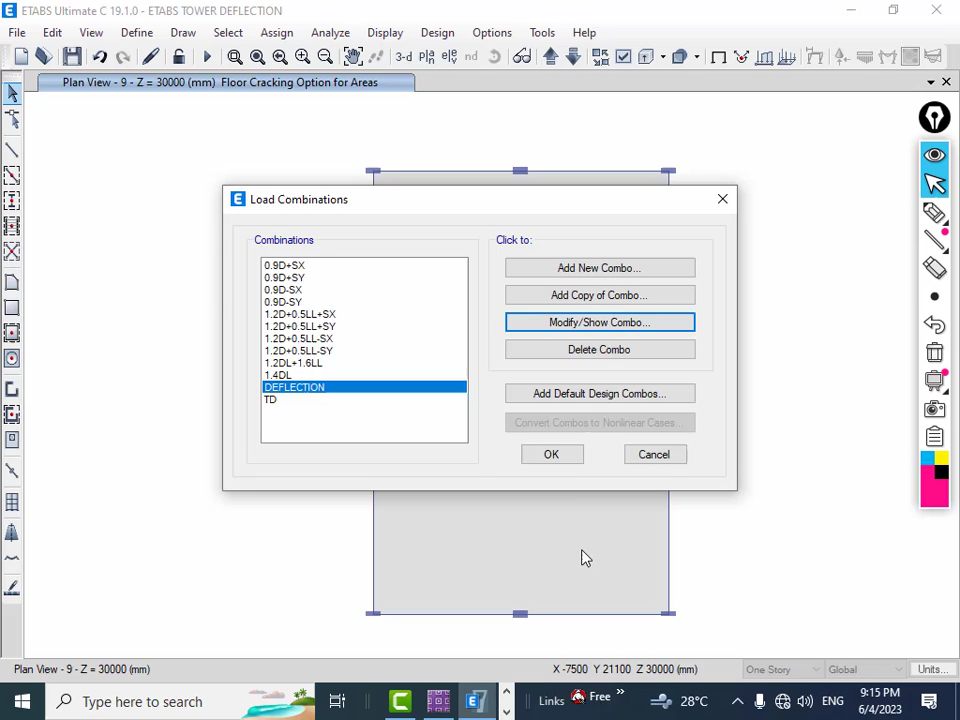 ETABS Ultimate C 19.1.0 - ETABS TOWER DEFLECTION
File Edit View Define Draw Select Assign Analyze Display Design Options Tools Help
3-d plan elev nd
Plan View - 9 - Z = 30000 (mm) Floor Cracking Option for Areas
Load Combinations
Combinations
0.9D+SX
0.9D+SY
0.9D-SX
0.9D-SY
1.2D+0.5LL+SX
1.2D+0.5LL+SY
1.2D+0.5LL-SX
1.2D+0.5LL-SY
1.2DL+1.6LL
1.4DL
DEFLECTION
TD
Click to:
Add New Combo...
Add Copy of Combo...
Modify/Show Combo...
Delete Combo
Add Default Design Combos...
Convert Combos to Nonlinear Cases...
OK Cancel
Plan View - 9 - Z = 30000 (mm) X -7500 Y 21100 Z 30000 (mm) One Story Global Units...
Type here to search Links Free » 28°C ENG 9:15 PM
6/4/2023